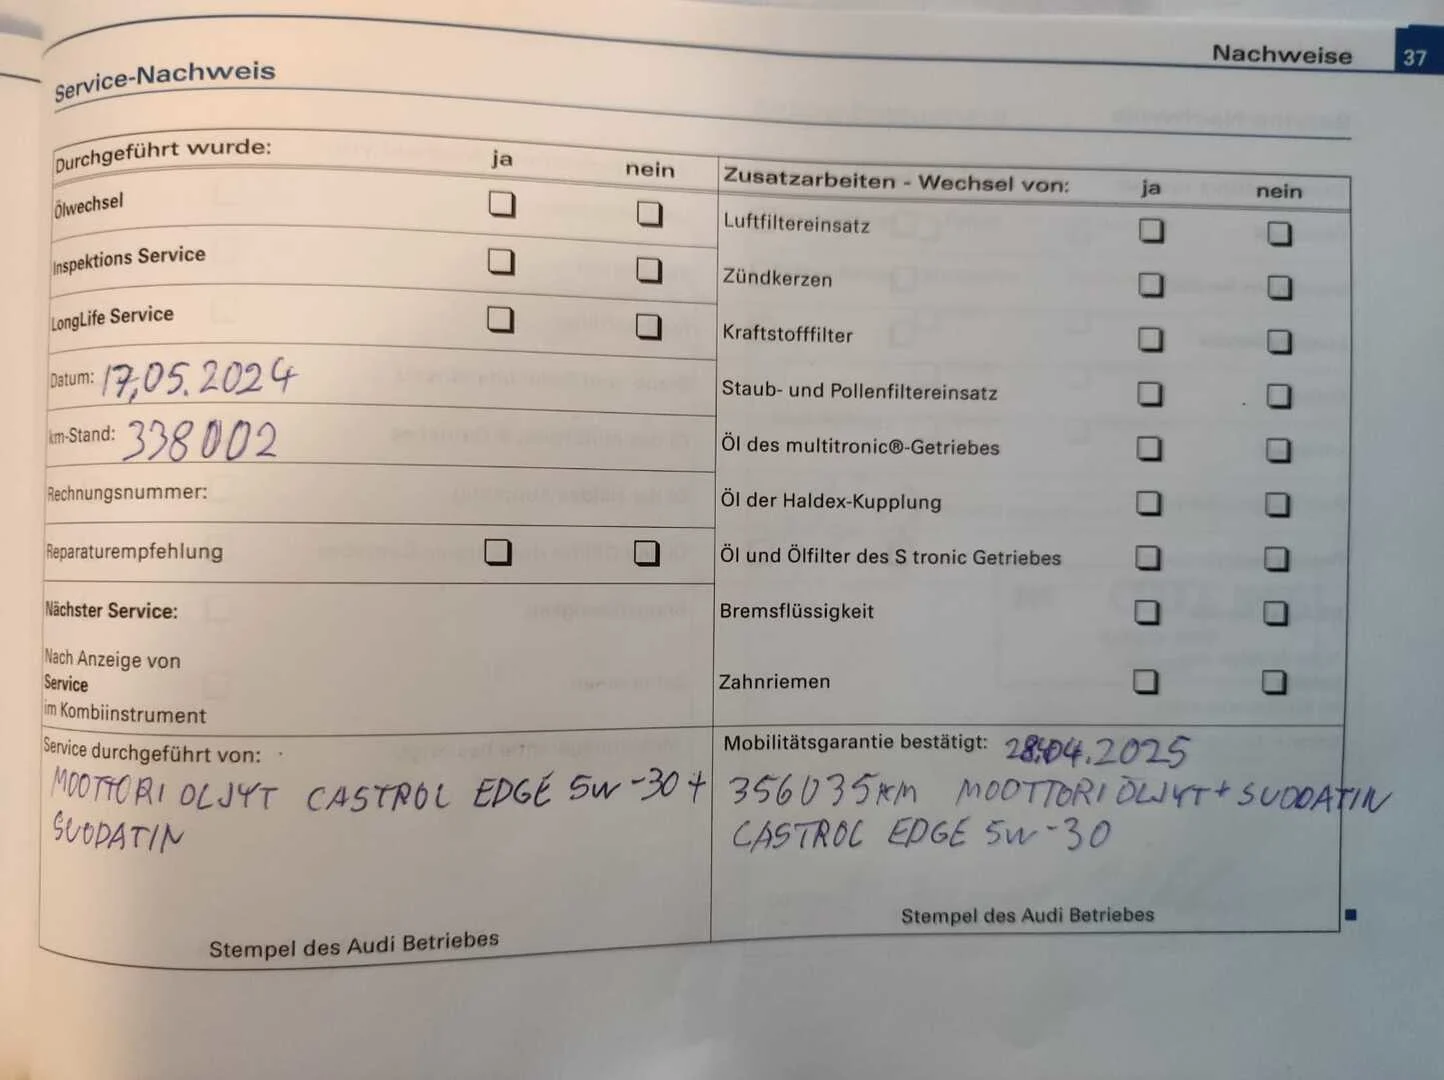 Nachweise 37
Service-Nachweis
Durchgeführt wurde: ja nein
Ölwechsel
Inspektions Service
LongLife Service
Datum: 17,05.2024
km-Stand: 338002
Rechnungsnummer:
Reparaturempfehlung
Nächster Service:
Nach Anzeige von
Service
im Kombiinstrument
Service durchgeführt von:
MOOTTORI ÖLJYT CASTROL EDGE 5W-30 +
SUODATIN
Stempel des Audi Betriebes
Zusatzarbeiten - Wechsel von: ja nein
Luftfiltereinsatz
Zündkerzen
Kraftstofffilter
Staub- und Pollenfiltereinsatz
Öl des multitronic®-Getriebes
Öl der Haldex-Kupplung
Öl und Ölfilter des S tronic Getriebes
Bremsflüssigkeit
Zahnriemen
Mobilitätsgarantie bestätigt: 28.04.2025
356035KM MOOTTORI ÖLJYT + SUODATIN
CASTROL EDGE 5W-30
Stempel des Audi Betriebes